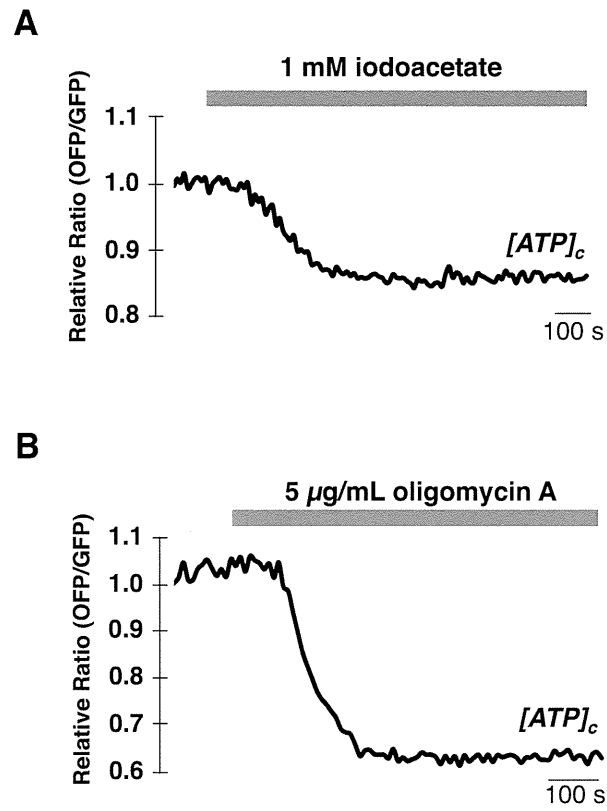 A
1 mM iodoacetate
Relative Ratio (OFP/GFP)
1.1
1.0
0.9
0.8
[ATP]c
100 s
B
5 µg/mL oligomycin A
Relative Ratio (OFP/GFP)
1.1
1.0
0.9
0.8
0.7
0.6
[ATP]c
100 s